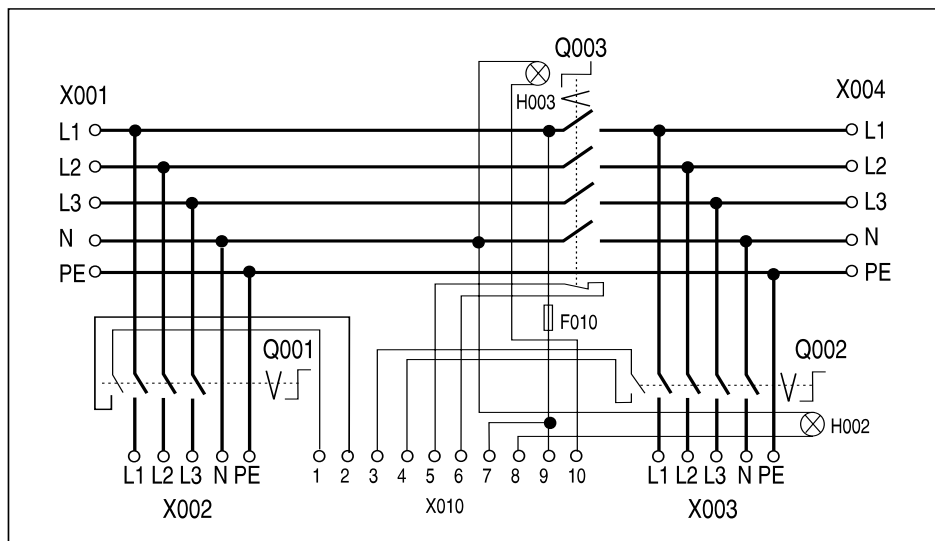 Q003
X001
H003
X004
L1 L1
L2 L2
L3 L3
N N
PE PE
F010
Q001 Q002
H002
L1 L2 L3 N PE 1 2 3 4 5 6 7 8 9 10 L1 L2 L3 N PE
X002 X010 X003